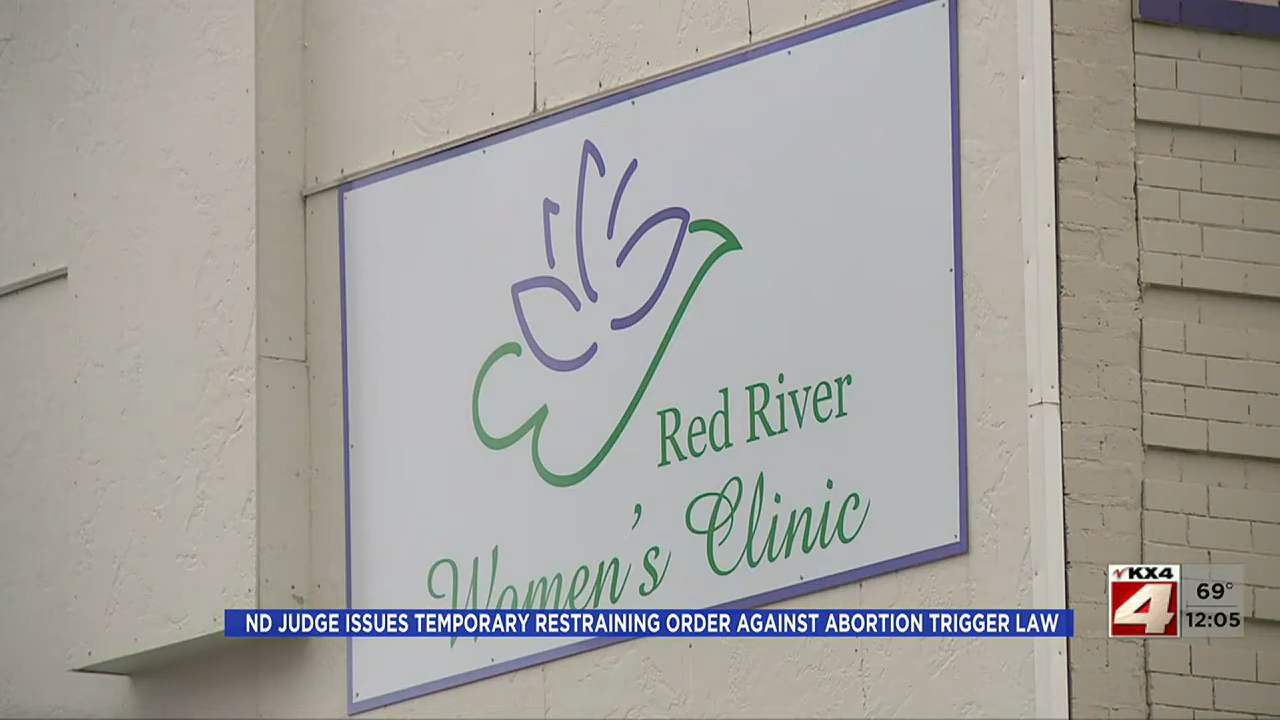 Red River
Women's Clinic
ND JUDGE ISSUES TEMPORARY RESTRAINING ORDER AGAINST ABORTION TRIGGER LAW
KX4
4
69°
12:05